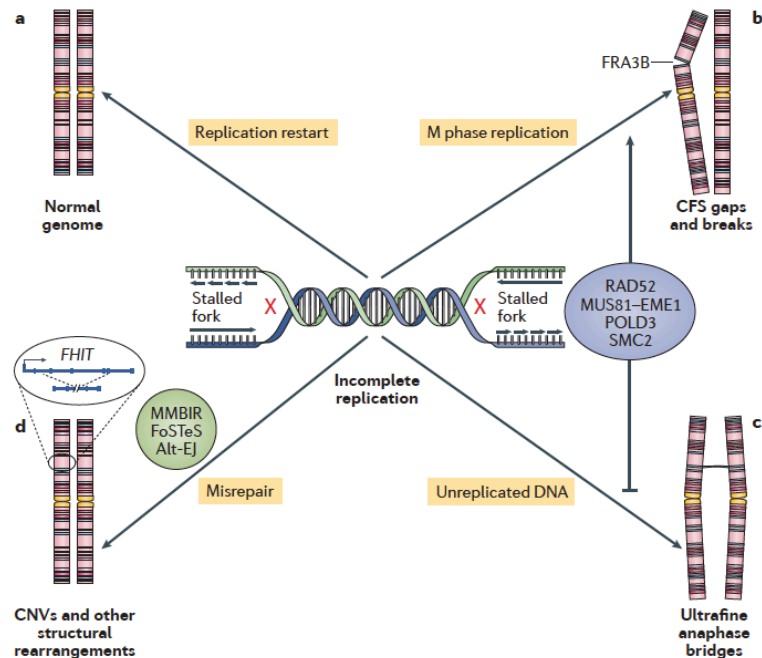 a
Replication restart
Normal
genome
b
FRA3B
M phase replication
CFS gaps
and breaks
Stalled
fork
X
X
Stalled
fork
Incomplete
replication
RAD52
MUS81–EME1
POLD3
SMC2
FHIT
d
MMBIR
FoSTeS
Alt-EJ
Misrepair
CNVs and other
structural
rearrangements
c
Unreplicated DNA
Ultrafine
anaphase
bridges